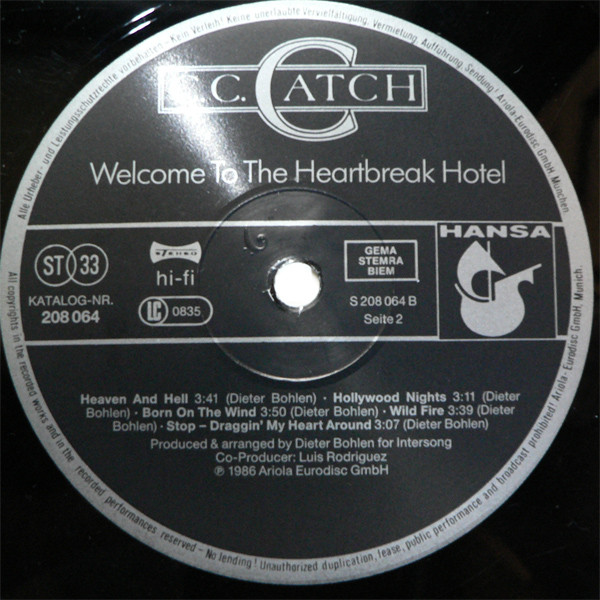 Alle Urheber- und Leistungsschutzrechte vorbehalten · Kein Verleih! Keine unerlaubte Vervielfältigung, Vermietung, Aufführung, Sendung! Ariola-Eurodisc GmbH München.
.C.CATCH
Welcome To The Heartbreak Hotel
ST 33
STEREO
hi-fi
KATALOG-NR.
208 064
LC 0835
GEMA
STEMRA
BIEM
S 208 064 B
Seite 2
HANSA
Heaven And Hell 3:41 (Dieter Bohlen) · Hollywood Nights 3:11 (Dieter
Bohlen) · Born On The Wind 3:50 (Dieter Bohlen) · Wild Fire 3:39 (Dieter
Bohlen) · Stop – Draggin' My Heart Around 3:07 (Dieter Bohlen)
Produced & arranged by Dieter Bohlen for Intersong
Co-Producer: Luis Rodriguez
℗ 1986 Ariola Eurodisc GmbH
All copyrights in the recorded works and in the recorded performances reserved – No lending! Unauthorized duplication, lease, public performance and broadcast prohibited! Ariola-Eurodisc GmbH, Munich.